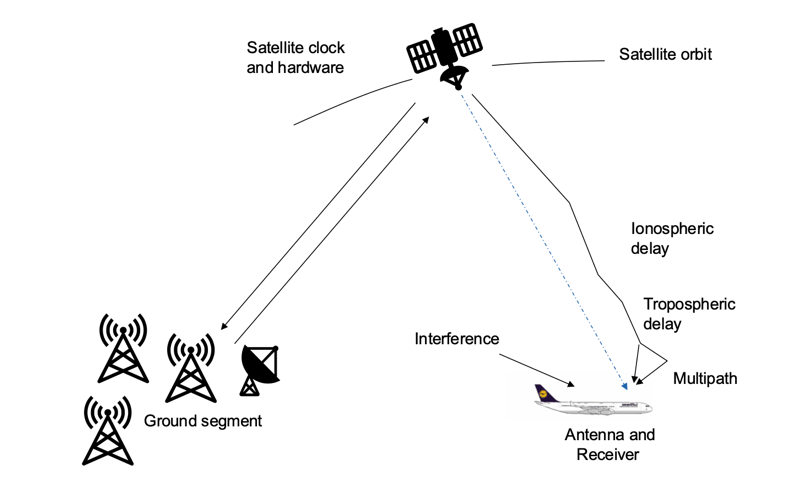 Satellite clock
and hardware
Satellite orbit
Ionospheric
delay
Tropospheric
delay
Interference
Multipath
Ground segment
Antenna and
Receiver